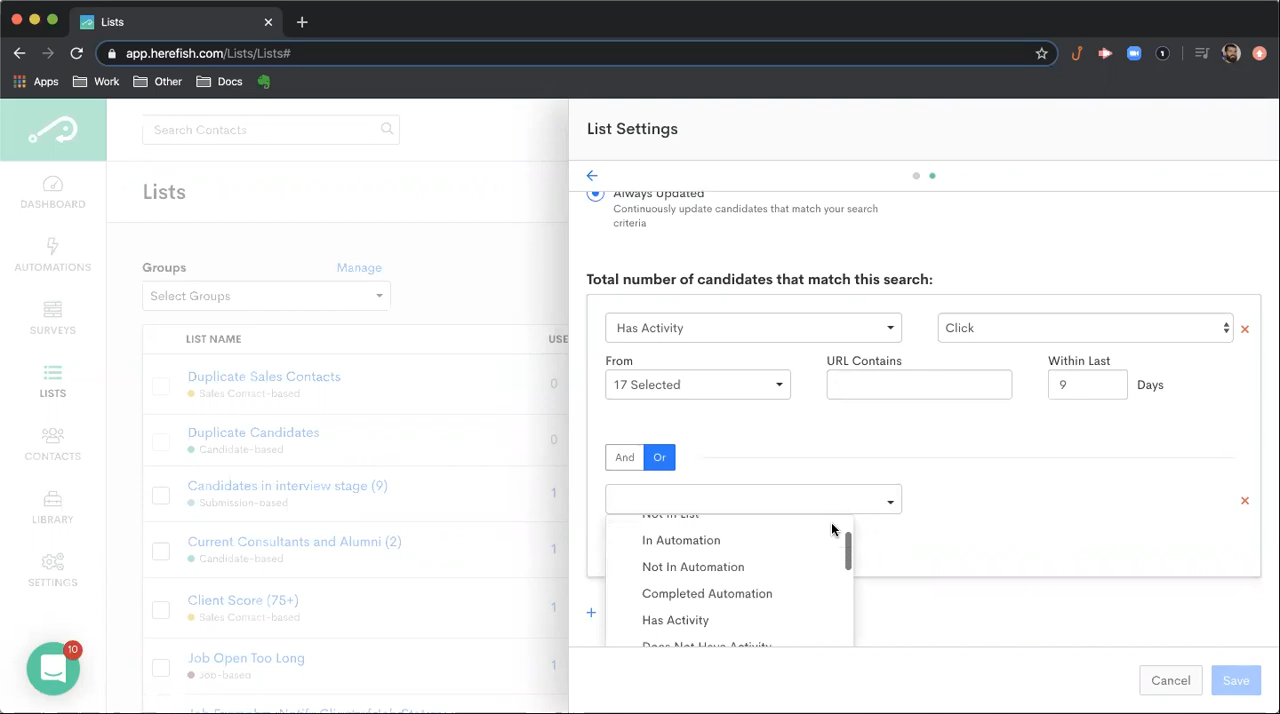 Lists
app.herefish.com/Lists/Lists#
Apps Work Other Docs
Search Contacts
List Settings
Lists
DASHBOARD
AUTOMATIONS
SURVEYS
LISTS
CONTACTS
LIBRARY
SETTINGS
10
Groups Manage
Select Groups
LIST NAME USE
Duplicate Sales Contacts 0
Sales Contact-based
Duplicate Candidates 0
Candidate-based
Candidates in interview stage (9) 1
Submission-based
Current Consultants and Alumni (2) 1
Candidate-based
Client Score (75+) 1
Sales Contact-based
Job Open Too Long 1
Job-based
Always Updated
Continuously update candidates that match your search
criteria
Total number of candidates that match this search:
Has Activity Click
From URL Contains Within Last
17 Selected 9 Days
And Or
Not In List
In Automation
Not In Automation
Completed Automation
Has Activity
Does Not Have Activity
Cancel Save